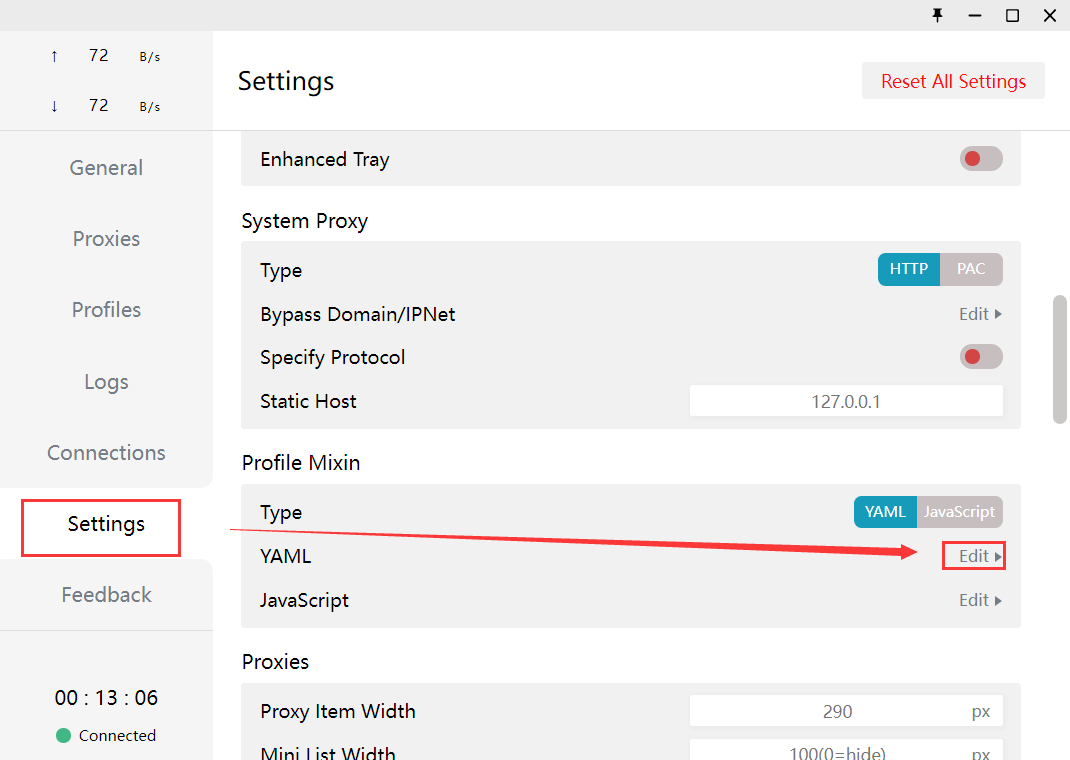 ↑ 72 B/s
↓ 72 B/s
General
Proxies
Profiles
Logs
Connections
Settings
Feedback
00 : 13 : 06
Connected
Settings
Reset All Settings
Enhanced Tray
System Proxy
Type HTTP PAC
Bypass Domain/IPNet Edit
Specify Protocol
Static Host 127.0.0.1
Profile Mixin
Type YAML JavaScript
YAML Edit
JavaScript Edit
Proxies
Proxy Item Width 290 px
Mini List Width 100(0=hide) px